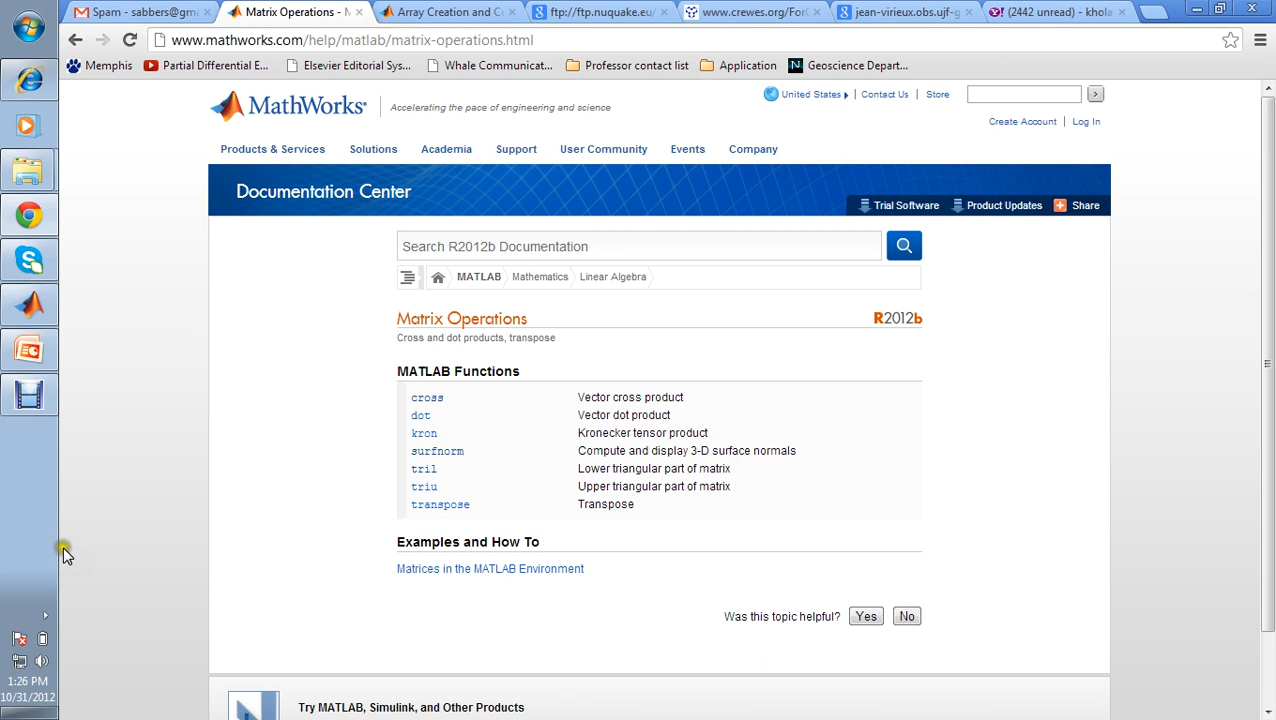 Spam - sabbers@gma
Matrix Operations - M
Array Creation and Co
ftp://ftp.nuquake.eu/
www.crewes.org/For
jean-virieux.obs.ujf-g
(2442 unread) - khola
www.mathworks.com/help/matlab/matrix-operations.html
Memphis
Partial Differential E...
Elsevier Editorial Sys...
Whale Communicat...
Professor contact list
Application
Geoscience Depart...
MathWorks®
Accelerating the pace of engineering and science
United States
Contact Us
Store
Create Account
Log In
Products & Services
Solutions
Academia
Support
User Community
Events
Company
Documentation Center
Trial Software
Product Updates
Share
Search R2012b Documentation
MATLAB
Mathematics
Linear Algebra
Matrix Operations
R2012b
Cross and dot products, transpose
MATLAB Functions
cross Vector cross product
dot Vector dot product
kron Kronecker tensor product
surfnorm Compute and display 3-D surface normals
tril Lower triangular part of matrix
triu Upper triangular part of matrix
transpose Transpose
Examples and How To
Matrices in the MATLAB Environment
Was this topic helpful? Yes No
Try MATLAB, Simulink, and Other Products
1:26 PM
10/31/2012